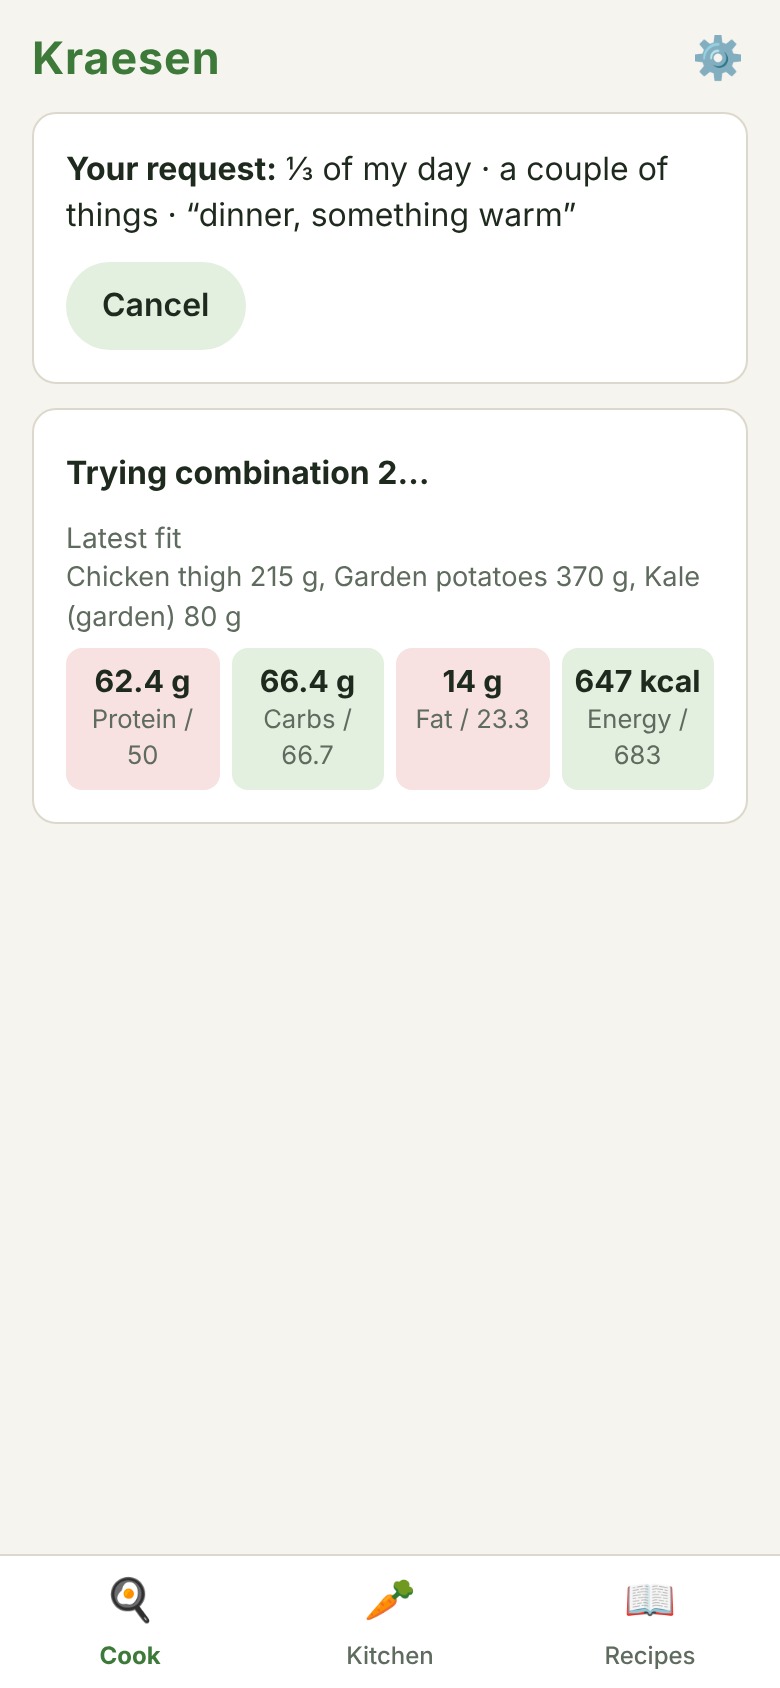 Kraesen
Your request: ⅓ of my day · a couple of
things · “dinner, something warm”
Cancel
Trying combination 2…
Latest fit
Chicken thigh 215 g, Garden potatoes 370 g, Kale
(garden) 80 g
62.4 g
Protein /
50
66.4 g
Carbs /
66.7
14 g
Fat / 23.3
647 kcal
Energy /
683
Cook
Kitchen
Recipes